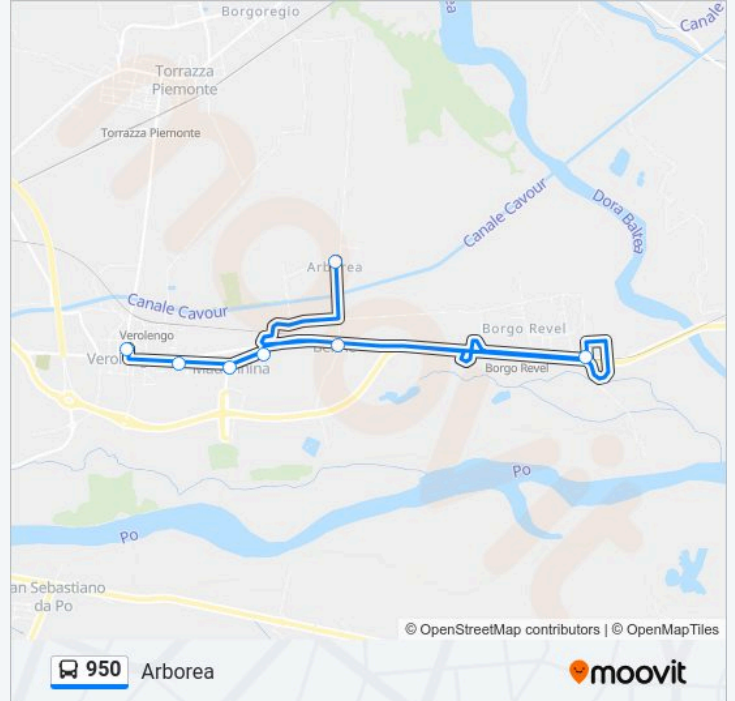 Borgoregio
Canale
Torrazza
Piemonte
Torrazza Piemonte
Canale Cavour
Dora Baltea
Arborea
Canale Cavour
Verolengo
Borgo Revel
Borgo Revel
Po
Po
an Sebastiano
da Po
© OpenStreetMap contributors | © OpenMapTiles
950 Arborea
moovit